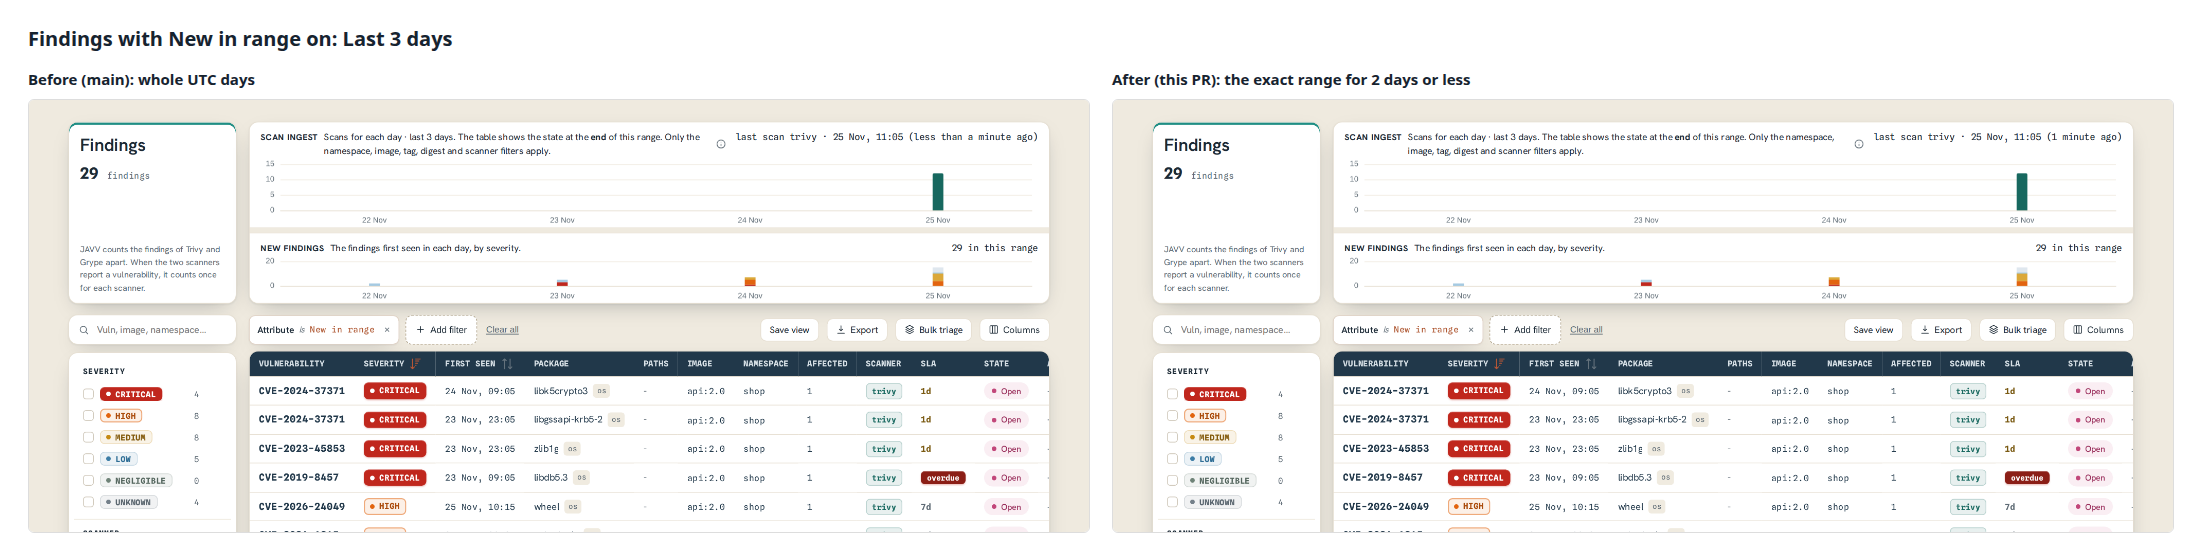 Findings with New in range on: Last 3 days
Before (main): whole UTC days
Findings
29 findings
JAVV counts the findings of Trivy and
Grype apart. When the two scanners
report a vulnerability, it counts once
for each scanner.
SCAN INGEST Scans for each day · last 3 days. The table shows the state at the end of this range. Only the
namespace, image, tag, digest and scanner filters apply.
last scan trivy · 25 Nov, 11:05 (less than a minute ago)
15
10
5
0
22 Nov 23 Nov 24 Nov 25 Nov
NEW FINDINGS The findings first seen in each day, by severity. 29 in this range
20
0
22 Nov 23 Nov 24 Nov 25 Nov
Vuln, image, namespace...
Attribute is New in range × + Add filter Clear all Save view Export Bulk triage Columns
SEVERITY
CRITICAL 4
HIGH 8
MEDIUM 8
LOW 5
NEGLIGIBLE 0
UNKNOWN 4
VULNERABILITY SEVERITY FIRST SEEN PACKAGE PATHS IMAGE NAMESPACE AFFECTED SCANNER SLA STATE
CVE-2024-37371 CRITICAL 24 Nov, 09:05 libk5crypto3 os - api:2.0 shop 1 trivy 1d Open
CVE-2024-37371 CRITICAL 23 Nov, 23:05 libgssapi-krb5-2 os - api:2.0 shop 1 trivy 1d Open
CVE-2023-45853 CRITICAL 23 Nov, 23:05 zlib1g os - api:2.0 shop 1 trivy 1d Open
CVE-2019-8457 CRITICAL 23 Nov, 09:05 libdb5.3 os - api:2.0 shop 1 trivy overdue Open
CVE-2026-24049 HIGH 25 Nov, 10:15 wheel os - api:2.0 shop 1 trivy 7d Open
After (this PR): the exact range for 2 days or less
Findings
29 findings
JAVV counts the findings of Trivy and
Grype apart. When the two scanners
report a vulnerability, it counts once
for each scanner.
SCAN INGEST Scans for each day · last 3 days. The table shows the state at the end of this range. Only the namespace,
image, tag, digest and scanner filters apply.
last scan trivy · 25 Nov, 11:05 (1 minute ago)
15
10
5
0
22 Nov 23 Nov 24 Nov 25 Nov
NEW FINDINGS The findings first seen in each day, by severity. 29 in this range
20
0
22 Nov 23 Nov 24 Nov 25 Nov
Vuln, image, namespace...
Attribute is New in range × + Add filter Clear all Save view Export Bulk triage Columns
SEVERITY
CRITICAL 4
HIGH 8
MEDIUM 8
LOW 5
NEGLIGIBLE 0
UNKNOWN 4
VULNERABILITY SEVERITY FIRST SEEN PACKAGE PATHS IMAGE NAMESPACE AFFECTED SCANNER SLA STATE
CVE-2024-37371 CRITICAL 24 Nov, 09:05 libk5crypto3 os - api:2.0 shop 1 trivy 1d Open
CVE-2024-37371 CRITICAL 23 Nov, 23:05 libgssapi-krb5-2 os - api:2.0 shop 1 trivy 1d Open
CVE-2023-45853 CRITICAL 23 Nov, 23:05 zlib1g os - api:2.0 shop 1 trivy 1d Open
CVE-2019-8457 CRITICAL 23 Nov, 09:05 libdb5.3 os - api:2.0 shop 1 trivy overdue Open
CVE-2026-24049 HIGH 25 Nov, 10:15 wheel os - api:2.0 shop 1 trivy 7d Open